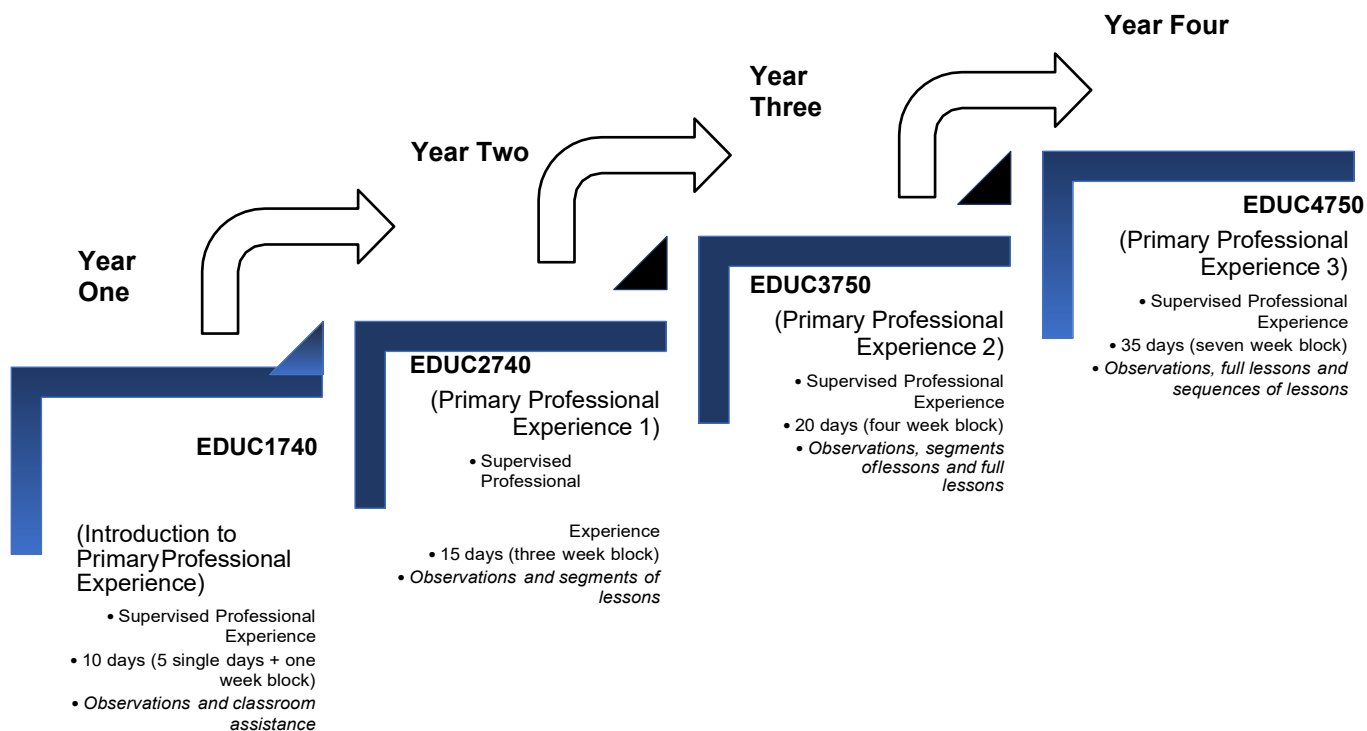 Year
One
EDUC1740
(Introduction to
PrimaryProfessional
Experience)
• Supervised Professional
Experience
• 10 days (5 single days + one
week block)
• Observations and classroom
assistance
Year Two
EDUC2740
(Primary Professional
Experience 1)
• Supervised
Professional
Experience
• 15 days (three week block)
• Observations and segments of
lessons
Year
Three
EDUC3750
(Primary Professional
Experience 2)
• Supervised Professional
Experience
• 20 days (four week block)
• Observations, segments
oflessons and full
lessons
Year Four
EDUC4750
(Primary Professional
Experience 3)
• Supervised Professional
Experience
• 35 days (seven week block)
• Observations, full lessons and
sequences of lessons